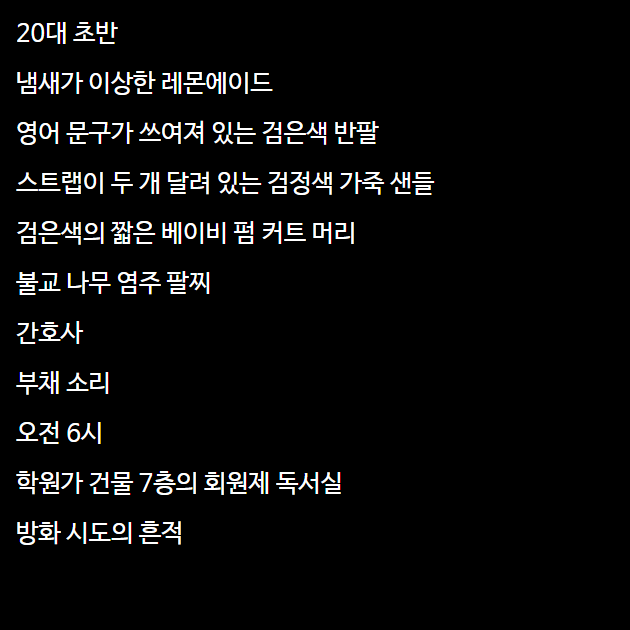 20대 초반
냄새가 이상한 레몬에이드
영어 문구가 쓰여져 있는 검은색 반팔
스트랩이 두 개 달려 있는 검정색 가죽 샌들
검은색의 짧은 베이비 펌 커트 머리
불교 나무 염주 팔찌
간호사
부채 소리
오전 6시
학원가 건물 7층의 회원제 독서실
방화 시도의 흔적